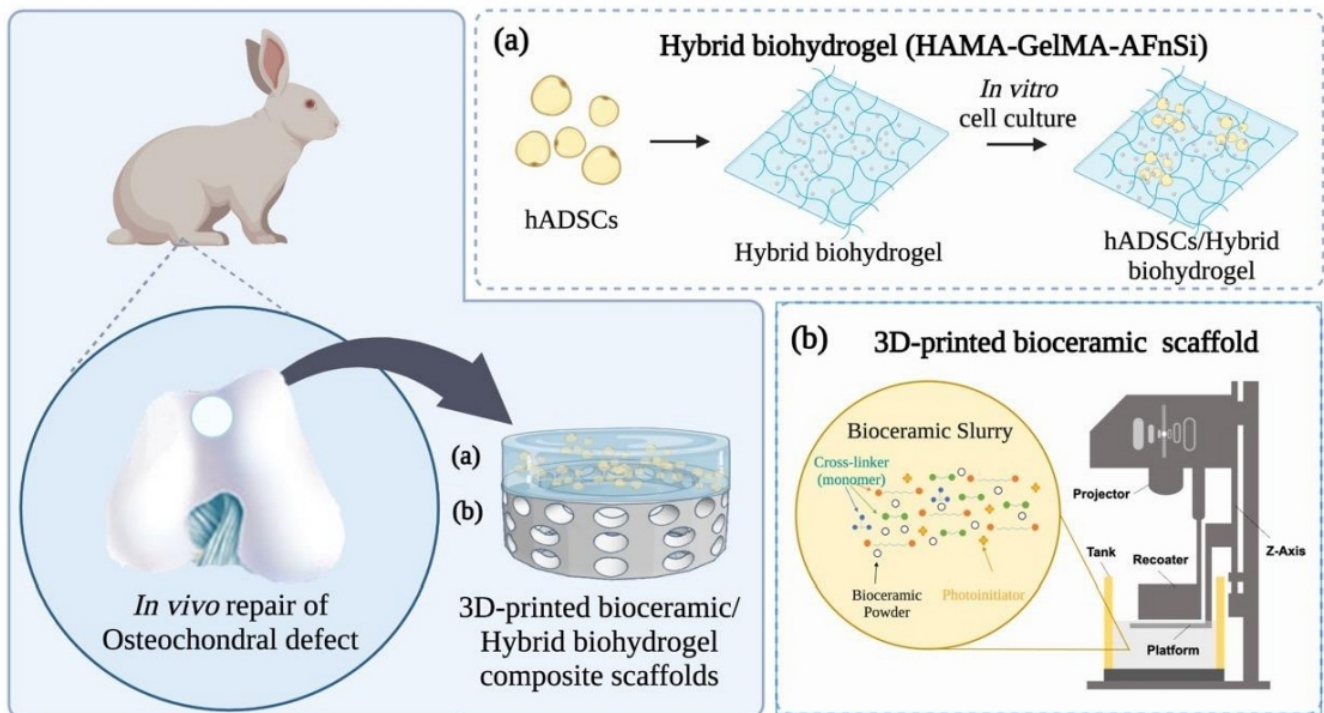 (a)
Hybrid biohydrogel (HAMA-GelMA-AFnSi)
hADSCs
Hybrid biohydrogel
In vitro
cell culture
hADSCs/Hybrid
biohydrogel
(b)
3D-printed bioceramic scaffold
Bioceramic Slurry
Cross-linker
(monomer)
Bioceramic
Powder
Photoinitiator
Projector
Z-Axis
Tank
Recoater
Platform
In vivo repair of
Osteochondral defect
(a)
(b)
3D-printed bioceramic/
Hybrid biohydrogel
composite scaffolds